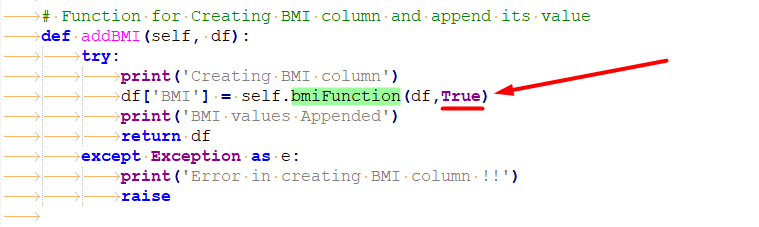 # Function for Creating BMI column and append its value
def addBMI(self, df):
try:
print('Creating BMI column')
df['BMI'] = self.bmiFunction(df,True)
print('BMI values Appended')
return df
except Exception as e:
print('Error in creating BMI column !!')
raise